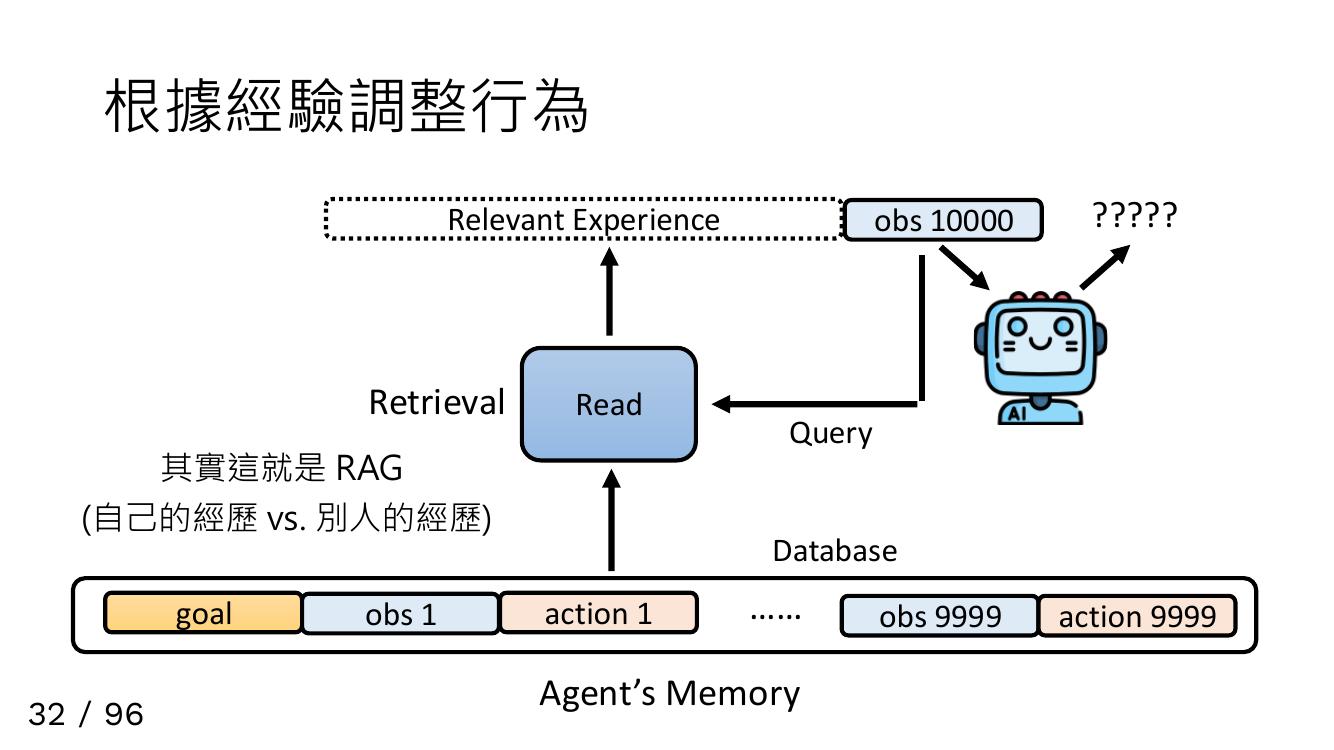 根據經驗調整行為
Relevant Experience
obs 10000
?????
AI
Retrieval
Read
Query
其實這就是 RAG
(自己的經歷 vs. 別人的經歷)
Database
goal
obs 1
action 1
......
obs 9999
action 9999
Agent’s Memory
32 / 96